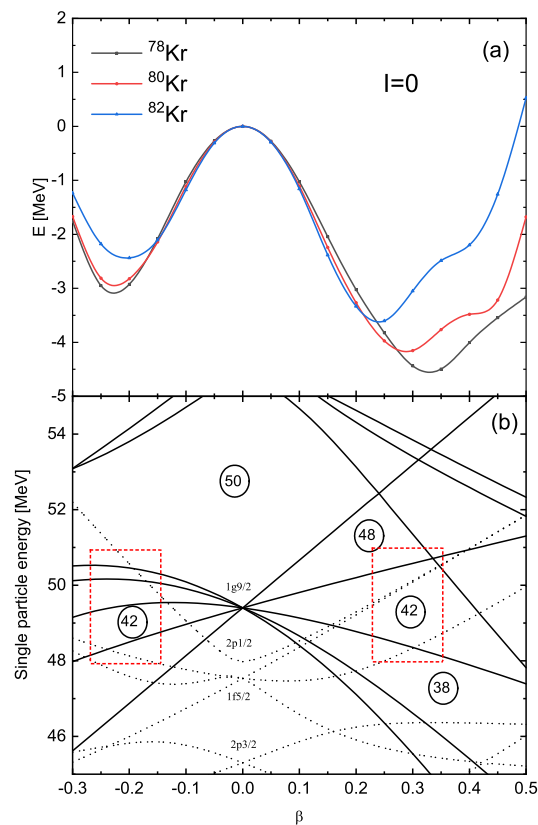 2
(a)
⁷⁸Kr
I=0
1
⁸⁰Kr
⁸²Kr
0
E [MeV]
-1
-2
-3
-4
-5
(b)
54
50
Single particle energy [MeV]
52
48
1g9/2
50
42
42
2p1/2
48
38
1f5/2
2p3/2
46
-0.3 -0.2 -0.1 0.0 0.1 0.2 0.3 0.4 0.5
β